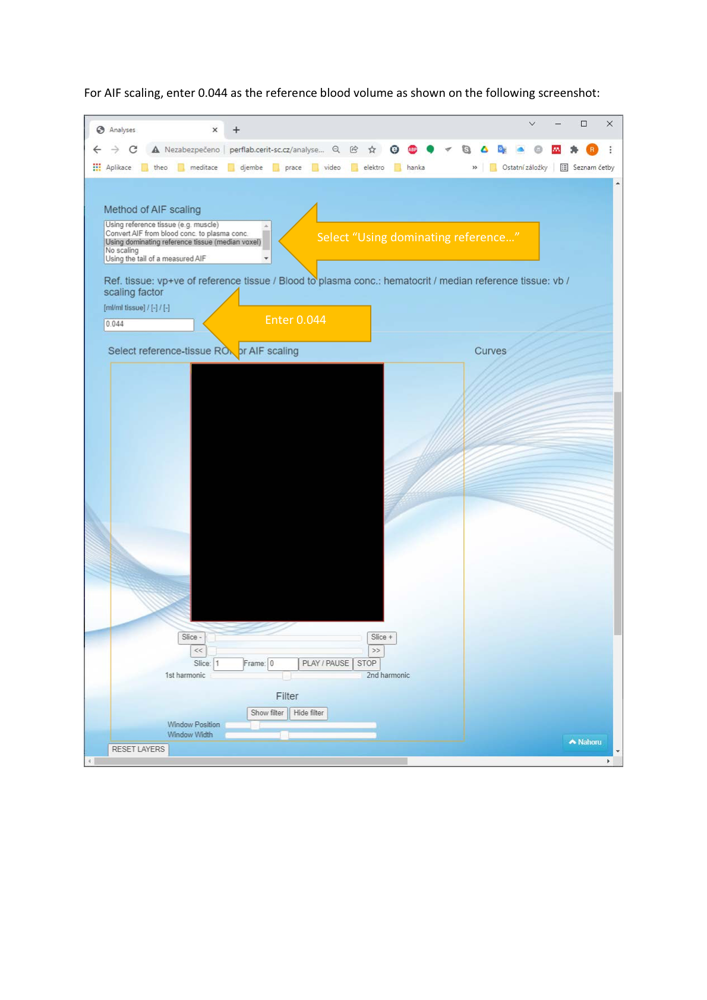 For AIF scaling, enter 0.044 as the reference blood volume as shown on the following screenshot:
Analyses
Nezabezpečeno | perflab.cerit-sc.cz/analyse...
ABP
R
Aplikace theo meditace djembe prace video elektro hanka » Ostatní záložky Seznam četby
Method of AIF scaling
Using reference tissue (e.g. muscle)
Convert AIF from blood conc. to plasma conc.
Using dominating reference tissue (median voxel)
No scaling
Using the tail of a measured AIF
Select “Using dominating reference...”
Ref. tissue: vp+ve of reference tissue / Blood to plasma conc.: hematocrit / median reference tissue: vb /
scaling factor
[ml/ml tissue] / [-] / [-]
0.044
Enter 0.044
Select reference-tissue RO or AIF scaling
Curves
Slice - Slice +
<< >>
Slice: 1 Frame: 0 PLAY / PAUSE STOP
1st harmonic 2nd harmonic
Filter
Show filter Hide filter
Window Position
Window Width
RESET LAYERS
Nahoru